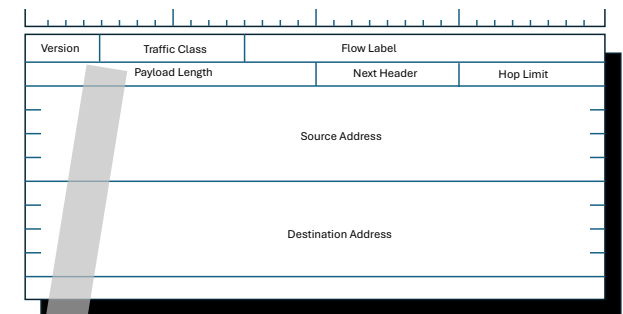 Version Traffic Class Flow Label
Payload Length Next Header Hop Limit
Source Address
Destination Address